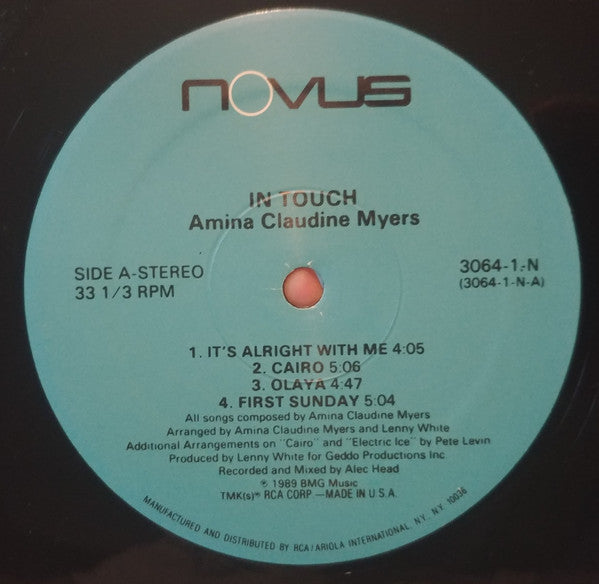 NOVUS
IN TOUCH
Amina Claudine Myers
SIDE A-STEREO
33 1/3 RPM
3064-1-N
(3064-1-N-A)
1. IT'S ALRIGHT WITH ME 4:05
2. CAIRO 5:06
3. OLAYA 4:47
4. FIRST SUNDAY 5:04
All songs composed by Amina Claudine Myers
Arranged by Amina Claudine Myers and Lenny White
Additional Arrangements on "Cairo" and "Electric Ice" by Pete Levin
Produced by Lenny White for Geddo Productions Inc
Recorded and Mixed by Alec Head
℗ 1989 BMG Music
TMK(s)® RCA CORP —MADE IN U.S.A.
MANUFACTURED AND DISTRIBUTED BY RCA/ARIOLA INTERNATIONAL, N.Y., N.Y. 10036